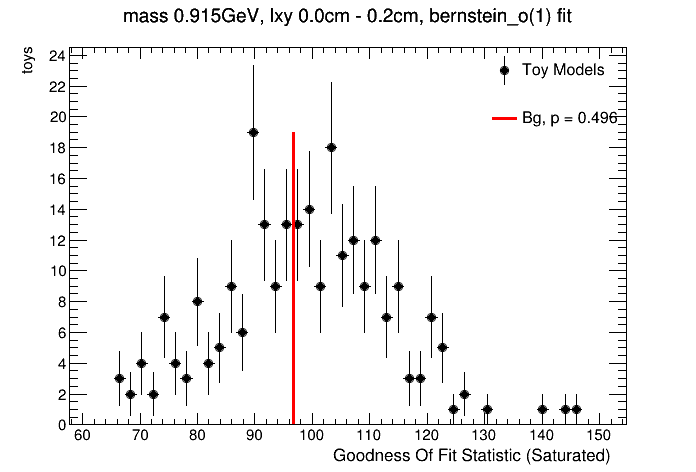 mass 0.915GeV, lxy 0.0cm - 0.2cm, bernstein_o(1) fit
toys
24
22
20
18
16
14
12
10
8
6
4
2
0
Toy Models
Bg, p = 0.496
60 70 80 90 100 110 120 130 140 150
Goodness Of Fit Statistic (Saturated)